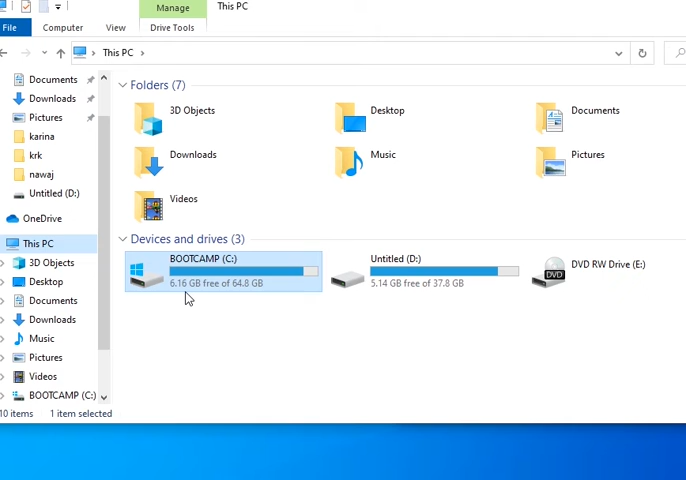 Manage
This PC
File
Computer
View
Drive Tools
This PC
Documents
Downloads
Pictures
karina
krk
nawaj
Untitled (D:)
OneDrive
This PC
3D Objects
Desktop
Documents
Downloads
Music
Pictures
Videos
BOOTCAMP (C:)
Folders (7)
3D Objects
Desktop
Documents
Downloads
Music
Pictures
Videos
Devices and drives (3)
BOOTCAMP (C:)
6.16 GB free of 64.8 GB
Untitled (D:)
5.14 GB free of 37.8 GB
DVD
DVD RW Drive (E:)
10 items
1 item selected